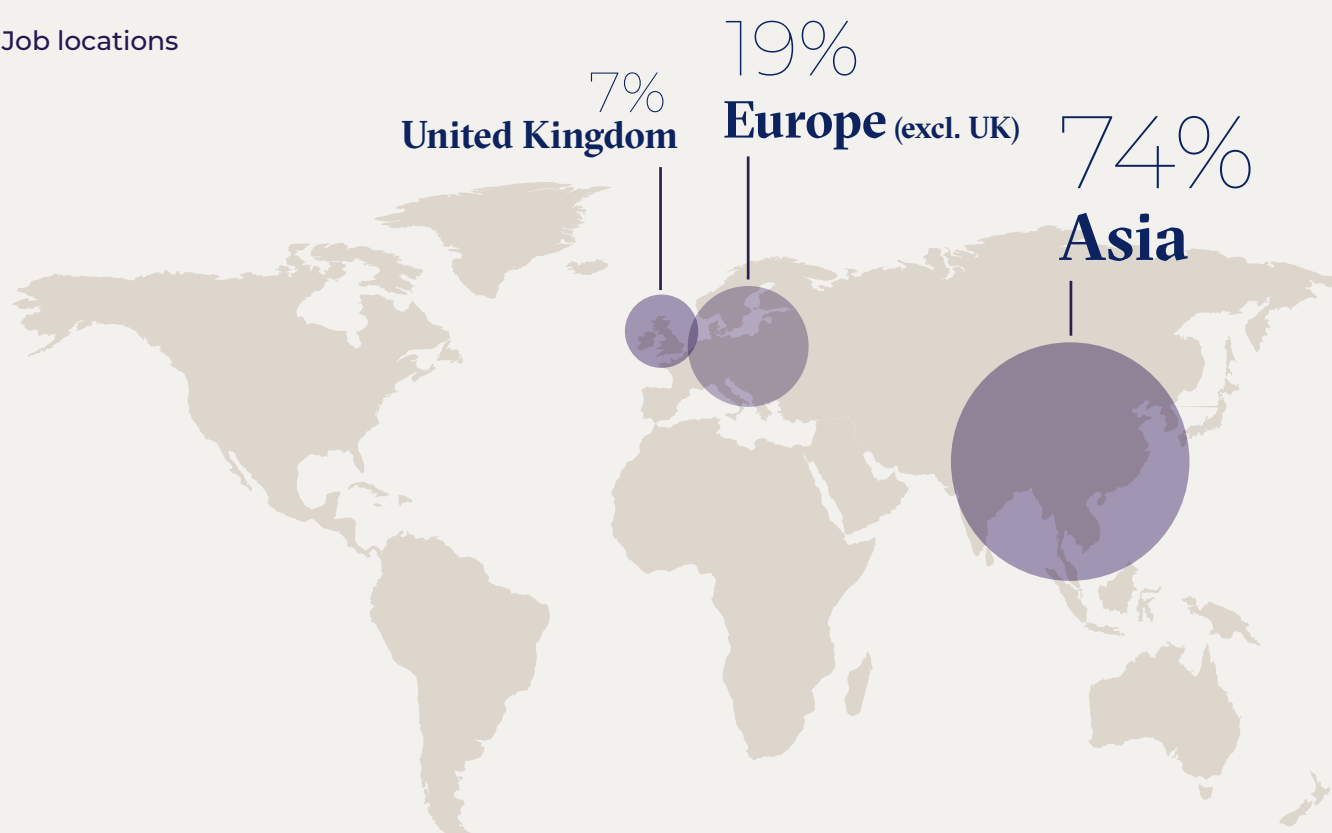 Job locations
7%
United Kingdom
19%
Europe (excl. UK)
74%
Asia